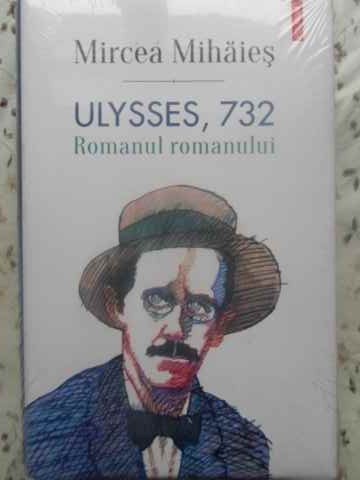 Mircea Mihăieş
ULYSSES, 732
Romanul romanului